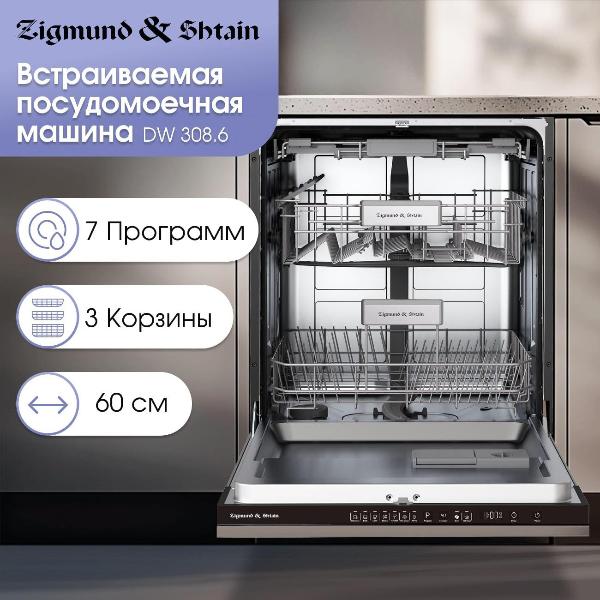 Zigmund & Shtain
Встраиваемая
посудомоечная
машина DW 308.6
7 Программ
3 Корзины
60 см
Zigmund & Shtain
Zigmund & Shtain
Zigmund & Shtain